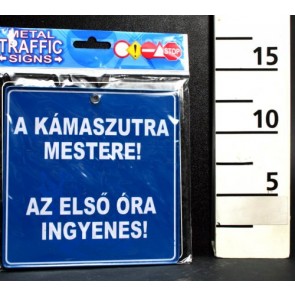 METAL
TRAFFIC
SIGNS
STOP
A KÁMASZUTRA
MESTERE!
AZ ELSŐ ÓRA
INGYENES!
15
10
5